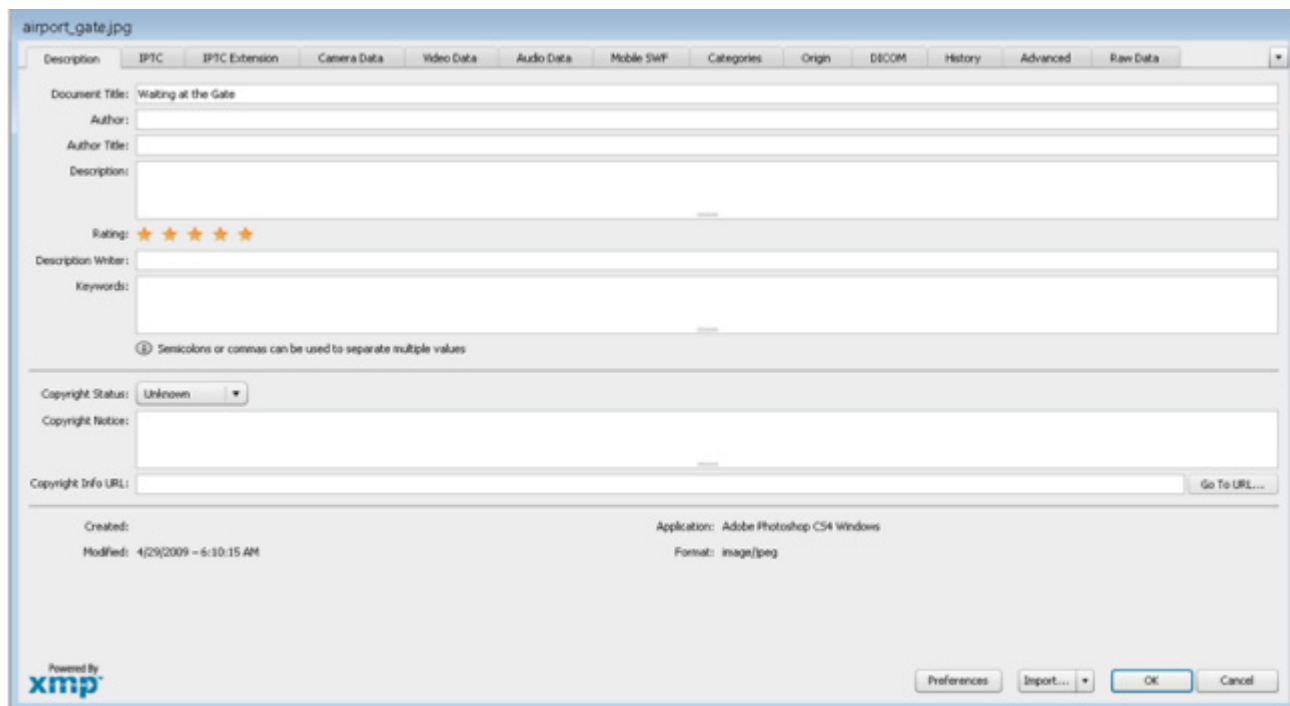 airport_gate.jpg
Description IPTC IPTC Extension Camera Data Video Data Audio Data Mobile SWF Categories Origin DICOM History Advanced Raw Data
Document Title: Waiting at the Gate
Author:
Author Title:
Description:
Rating:
Description Writer:
Keywords:
Semicolons or commas can be used to separate multiple values
Copyright Status: Unknown
Copyright Notice:
Copyright Info URL: Go To URL...
Created: Application: Adobe Photoshop CS4 Windows
Modified: 4/29/2009 – 6:10:15 AM Format: image/jpeg
Powered By
xmp Preferences Import... OK Cancel